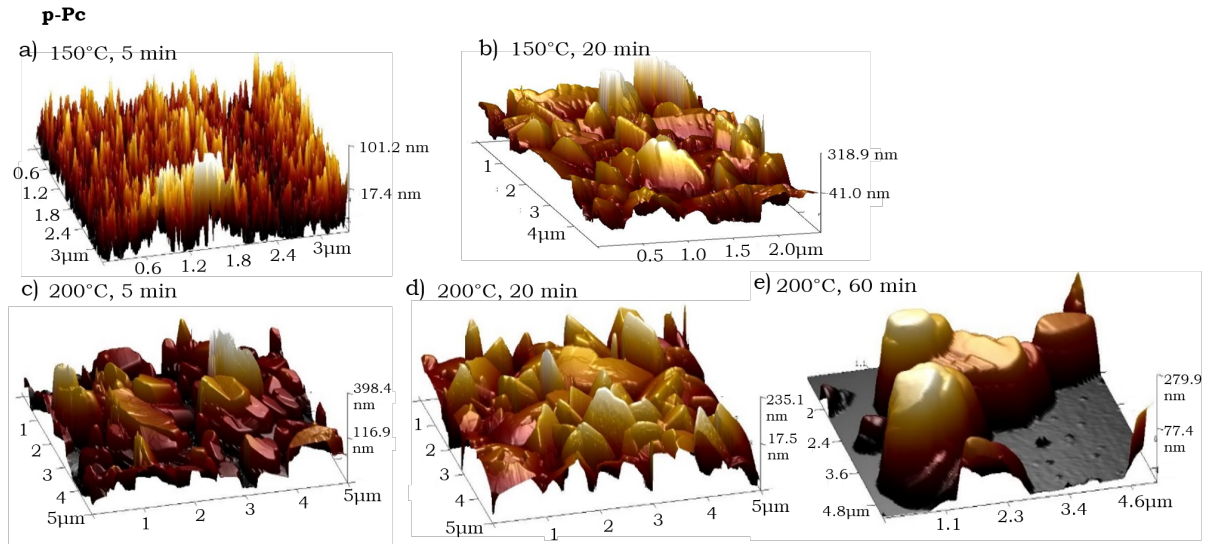 p-Pc
a) 150°C, 5 min
101.2 nm
17.4 nm
0.6
1.2
1.8
2.4
3µm
0.6
1.2
1.8
2.4
3µm
b) 150°C, 20 min
318.9 nm
41.0 nm
1
2
3
4µm
0.5
1.0
1.5
2.0µm
c) 200°C, 5 min
398.4
nm
116.9
nm
1
2
3
4
5µm
1
2
3
4
5µm
d) 200°C, 20 min
235.1
nm
17.5
nm
1
2
3
4
5µm
1
2
3
4
5µm
e) 200°C, 60 min
279.9
nm
77.4
nm
1.1
2
2.4
3.6
4.8µm
1.1
2.3
3.4
4.6µm